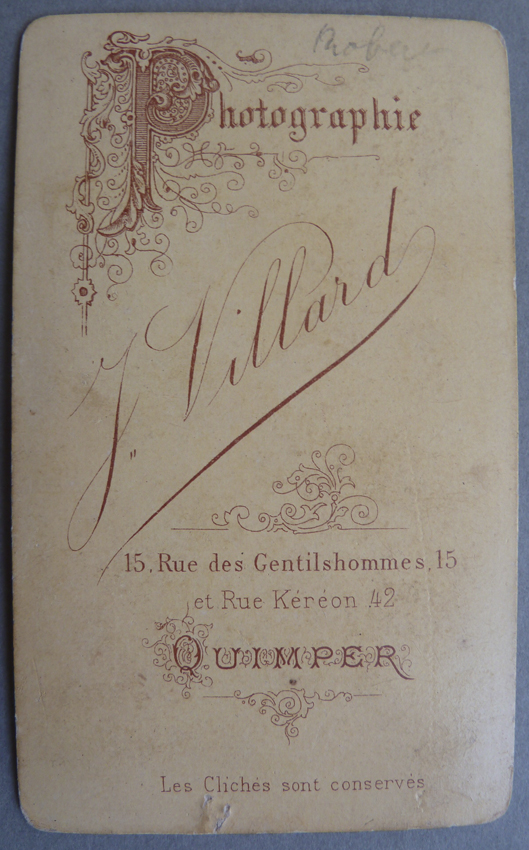 Photographie
J. Villard
15, Rue des Gentilshommes, 15
et Rue Kéréon 42
QUIMPER
Les Clichés sont conservés